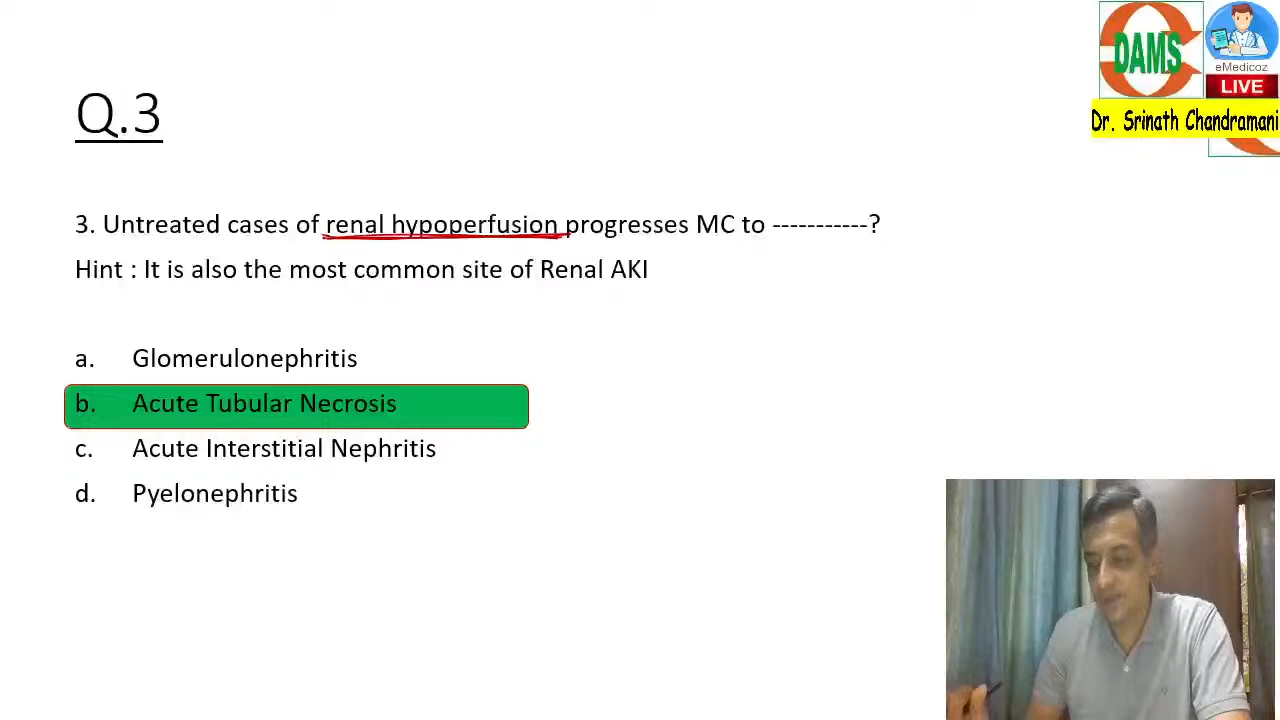 DAMS
eMedicoz
LIVE
Dr. Srinath Chandramani
Q.3
3. Untreated cases of renal hypoperfusion progresses MC to -----------?
Hint : It is also the most common site of Renal AKI
a. Glomerulonephritis
b. Acute Tubular Necrosis
c. Acute Interstitial Nephritis
d. Pyelonephritis